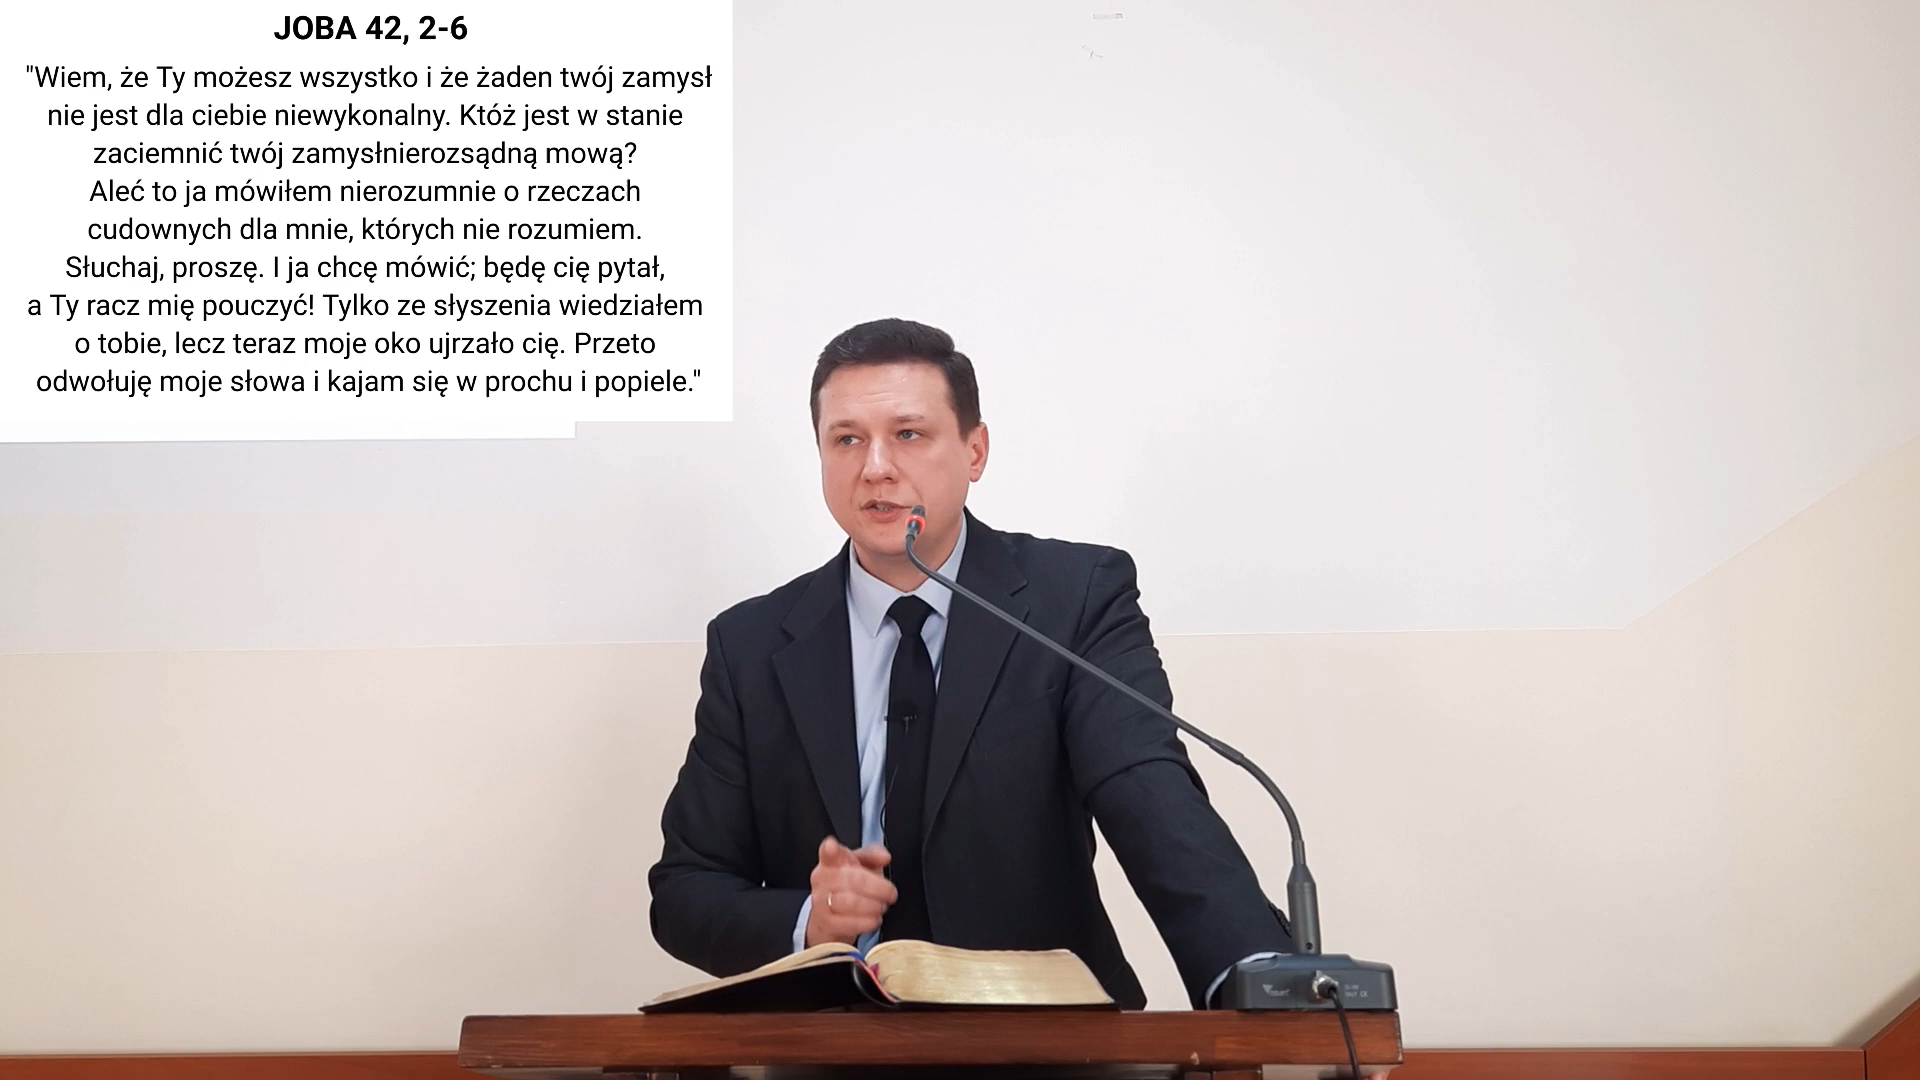 JOBA 42, 2-6
"Wiem, że Ty możesz wszystko i że żaden twój zamysł
nie jest dla ciebie niewykonalny. Któż jest w stanie
zaciemnić twój zamysłnierozsądną mową?
Aleć to ja mówiłem nierozumnie o rzeczach
cudownych dla mnie, których nie rozumiem.
Słuchaj, proszę. I ja chcę mówić; będę cię pytał,
a Ty racz mię pouczyć! Tylko ze słyszenia wiedziałem
o tobie, lecz teraz moje oko ujrzało cię. Przeto
odwołuję moje słowa i kajam się w prochu i popiele."